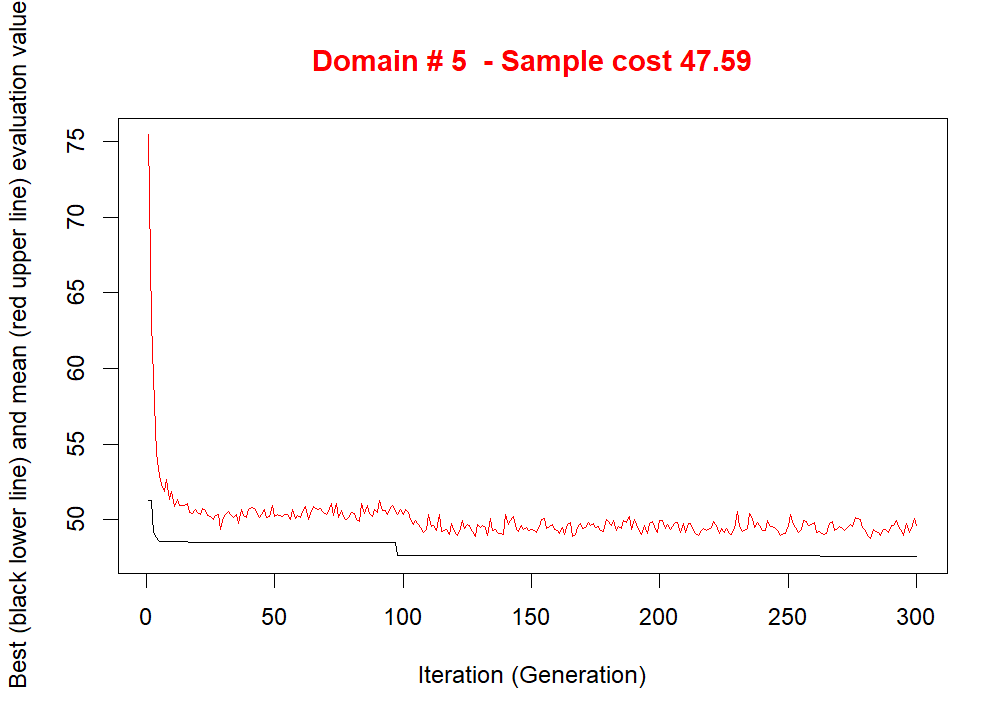 Domain # 5  - Sample cost 47.59
Best (black lower line) and mean (red upper line) evaluation value
75
70
65
60
55
50
0 50 100 150 200 250 300
Iteration (Generation)